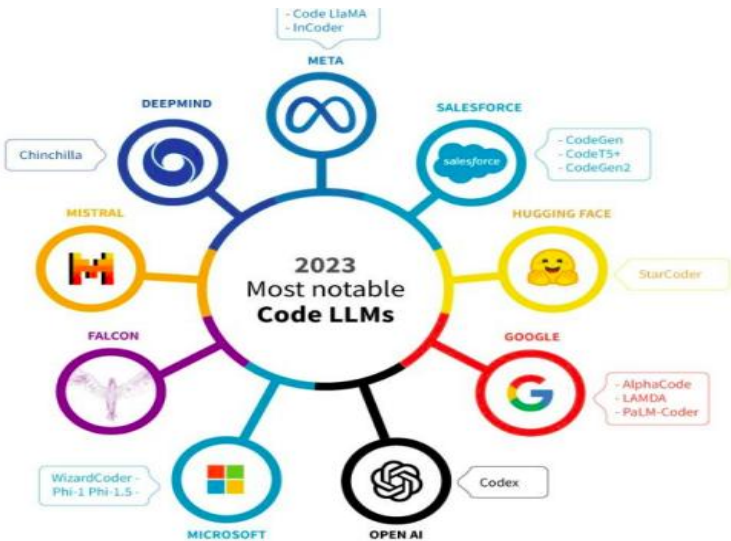 - Code LlaMA
- InCoder
META
DEEPMIND
SALESFORCE
Chinchilla
salesforce
- CodeGen
- CodeT5+
- CodeGen2
MISTRAL
HUGGING FACE
2023
Most notable
Code LLMs
StarCoder
FALCON
GOOGLE
- AlphaCode
- LAMDA
- PaLM-Coder
WizardCoder -
Phi-1 Phi-1.5 -
Codex
MICROSOFT
OPEN AI